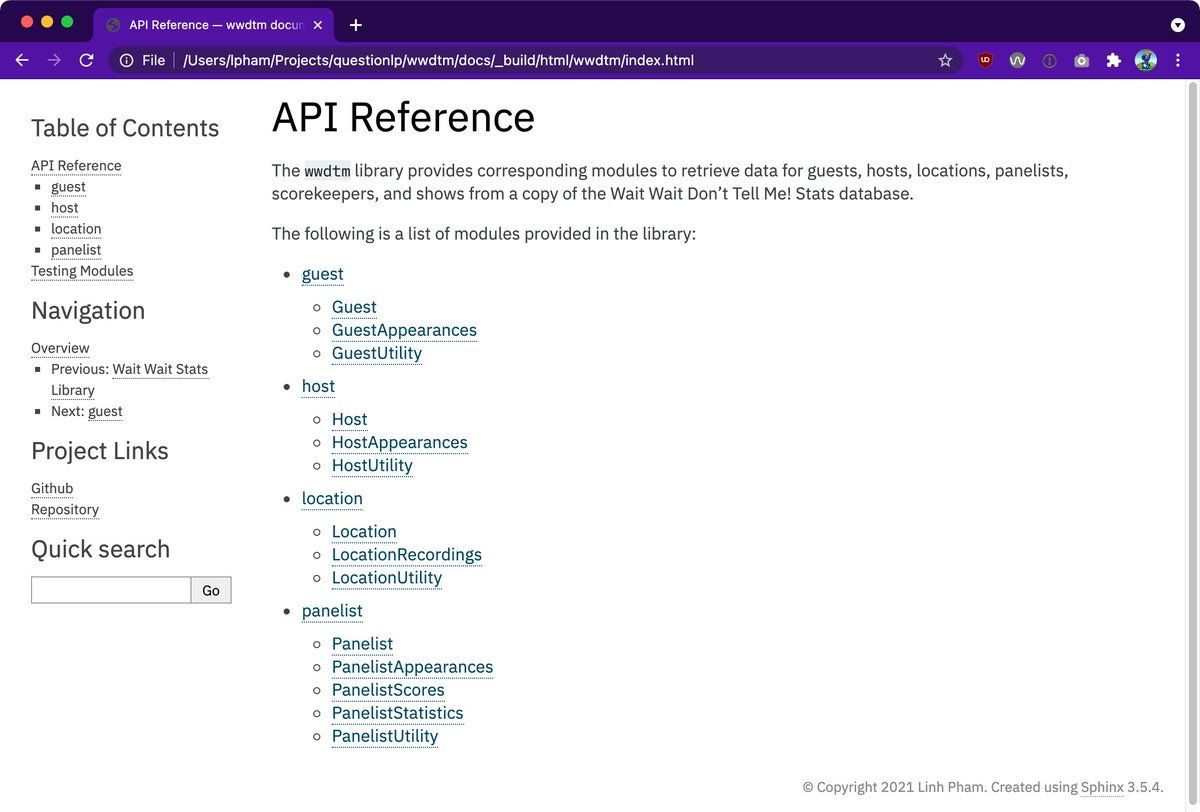 API Reference — wwdtm docun
File
/Users/lpham/Projects/questionlp/wwdtm/docs/_build/html/wwdtm/index.html
Table of Contents
API Reference
guest
host
location
panelist
Testing Modules
Navigation
Overview
Previous: Wait Wait Stats
Library
Next: guest
Project Links
Github
Repository
Quick search
Go
API Reference
The wwdtm library provides corresponding modules to retrieve data for guests, hosts, locations, panelists,
scorekeepers, and shows from a copy of the Wait Wait Don’t Tell Me! Stats database.
The following is a list of modules provided in the library:
guest
Guest
GuestAppearances
GuestUtility
host
Host
HostAppearances
HostUtility
location
Location
LocationRecordings
LocationUtility
panelist
Panelist
PanelistAppearances
PanelistScores
PanelistStatistics
PanelistUtility
© Copyright 2021 Linh Pham. Created using Sphinx 3.5.4.